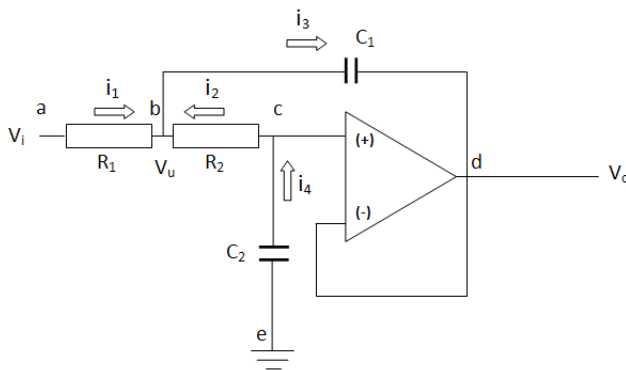 i₃
C₁
i₁
i₂
a
b
c
Vᵢ
R₁
Vᵤ
R₂
(+)
(-)
d
Vₒ
i₄
C₂
e